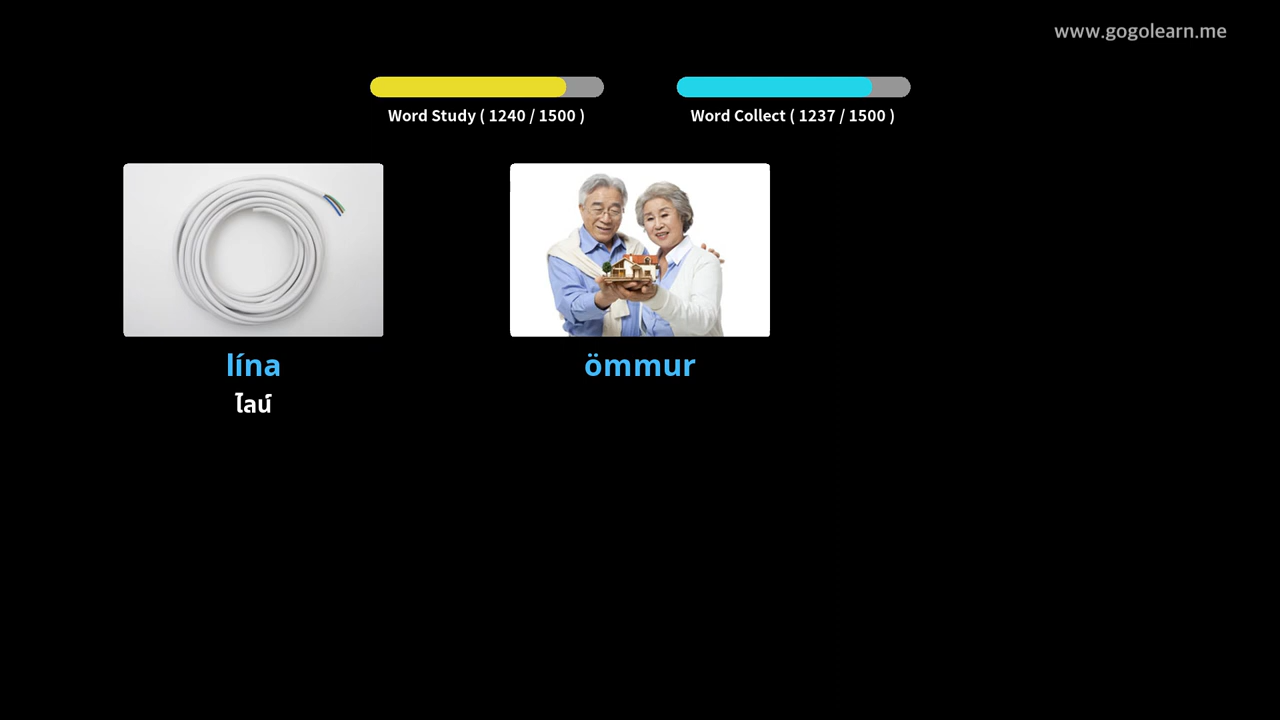 www.gogolearn.me
Word Study ( 1240 / 1500 )
Word Collect ( 1237 / 1500 )
lína
ömmur
ไลน์